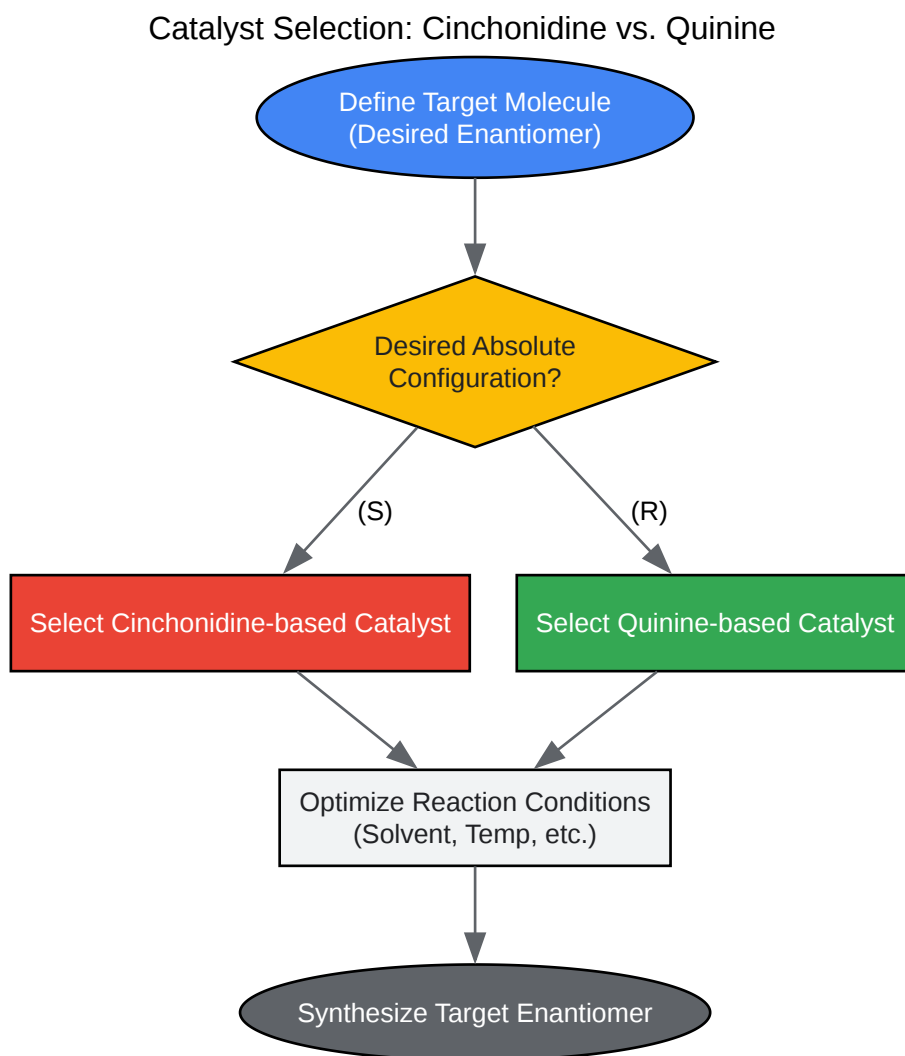 Catalyst Selection: Cinchonidine vs. Quinine
Define Target Molecule
(Desired Enantiomer)
Desired Absolute
Configuration?
(S)
(R)
Select Cinchonidine-based Catalyst
Select Quinine-based Catalyst
Optimize Reaction Conditions
(Solvent, Temp, etc.)
Synthesize Target Enantiomer